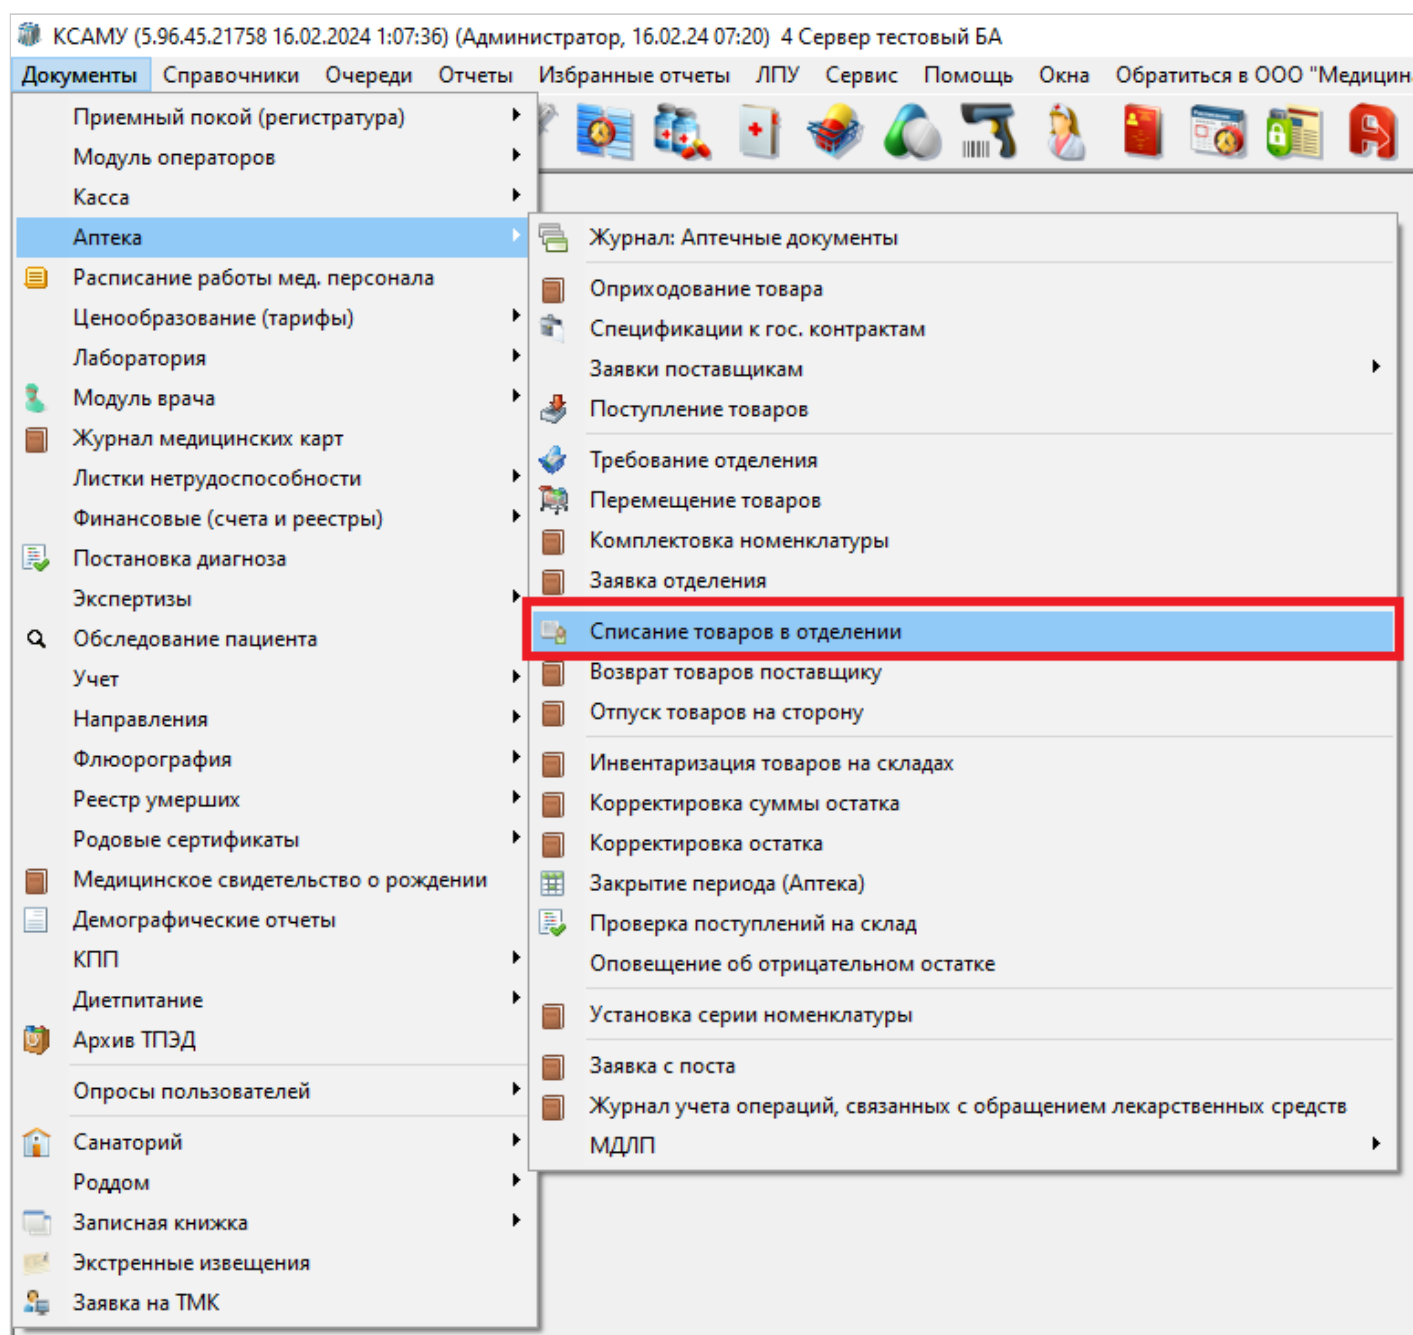 КСАМУ (5.96.45.21758 16.02.2024 1:07:36) (Администратор, 16.02.24 07:20) 4 Сервер тестовый БА
Документы Справочники Очереди Отчеты Избранные отчеты ЛПУ Сервис Помощь Окна Обратиться в ООО "Медицин
Приемный покой (регистратура)
Модуль операторов
Касса
Аптека
Расписание работы мед. персонала
Ценообразование (тарифы)
Лаборатория
Модуль врача
Журнал медицинских карт
Листки нетрудоспособности
Финансовые (счета и реестры)
Постановка диагноза
Экспертизы
Обследование пациента
Учет
Направления
Флюорография
Реестр умерших
Родовые сертификаты
Медицинское свидетельство о рождении
Демографические отчеты
КПП
Диетпитание
Архив ТПЭД
Опросы пользователей
Санаторий
Роддом
Записная книжка
Экстренные извещения
Заявка на ТМК
Журнал: Аптечные документы
Оприходование товара
Спецификации к гос. контрактам
Заявки поставщикам
Поступление товаров
Требование отделения
Перемещение товаров
Комплектовка номенклатуры
Заявка отделения
Списание товаров в отделении
Возврат товаров поставщику
Отпуск товаров на сторону
Инвентаризация товаров на складах
Корректировка суммы остатка
Корректировка остатка
Закрытие периода (Аптека)
Проверка поступлений на склад
Оповещение об отрицательном остатке
Установка серии номенклатуры
Заявка с поста
Журнал учета операций, связанных с обращением лекарственных средств
МДЛП